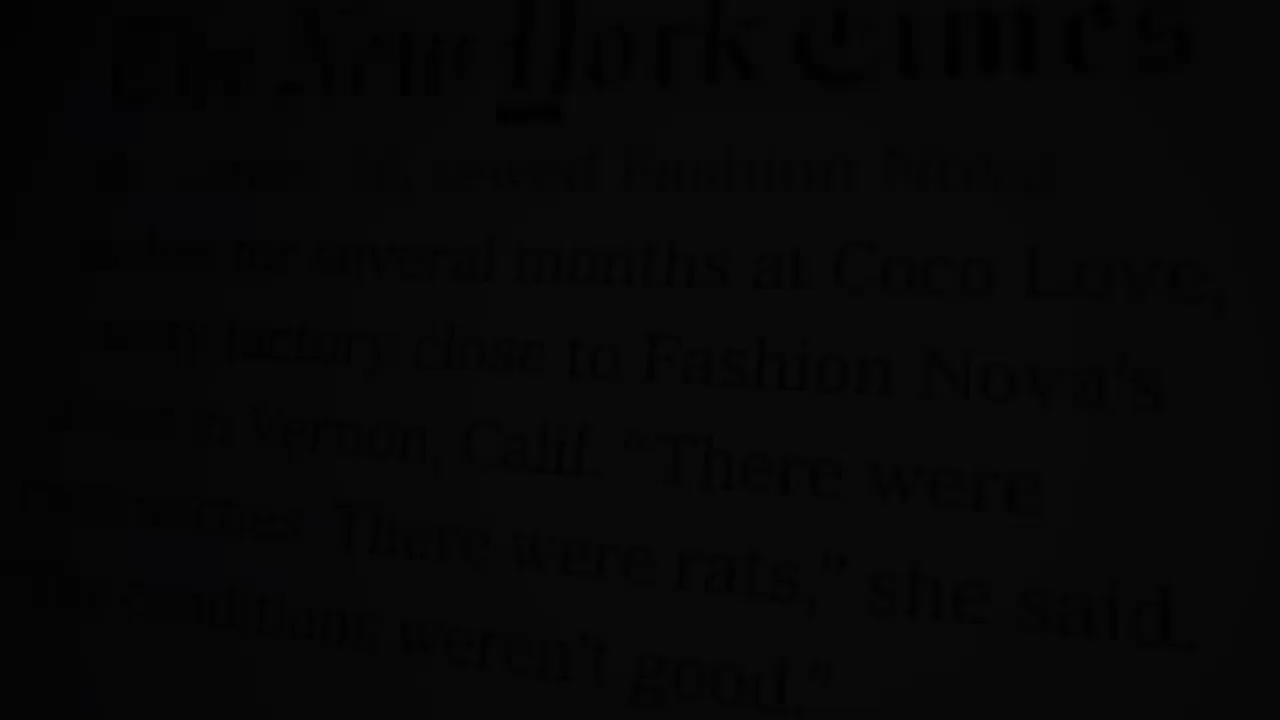 The New York Times
sewed Fashion Nova
for several months at Coco Love,
factory close to Fashion Nova's
in Vernon, Calif. “There were
There were rats,” she said.
conditions weren't good.”